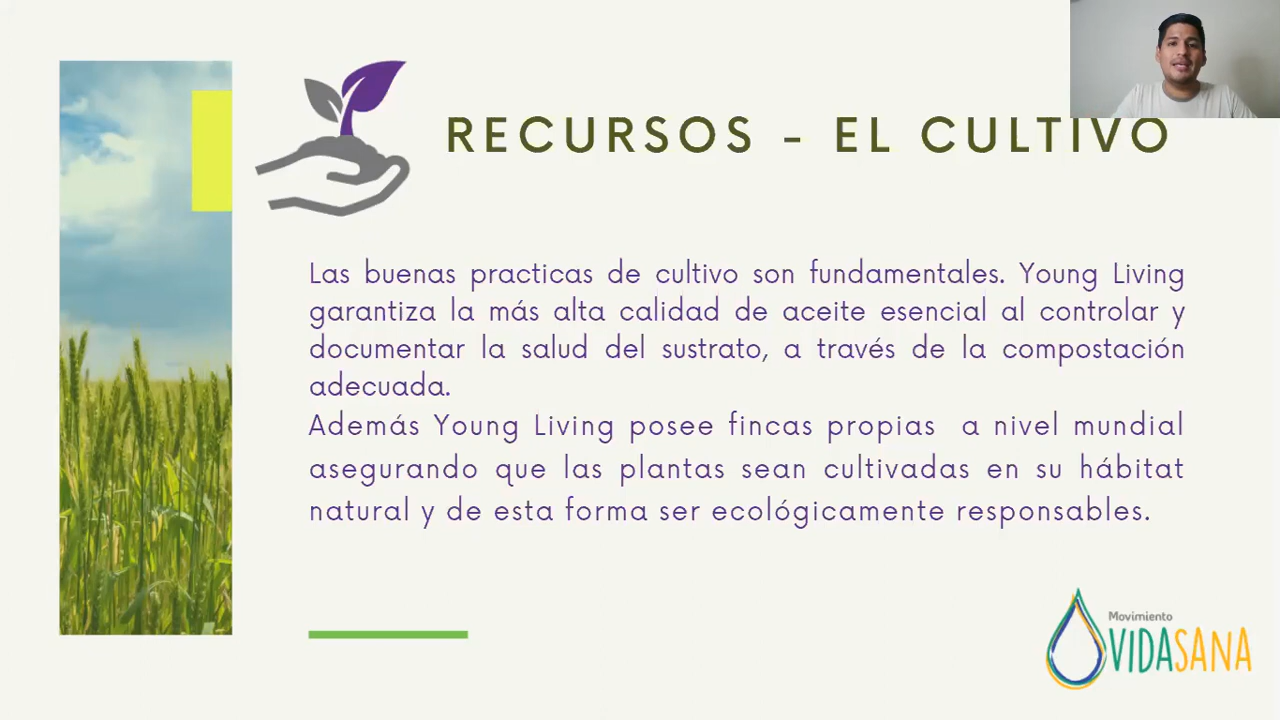 RECURSOS - EL CULTIVO
Las buenas practicas de cultivo son fundamentales. Young Living
garantiza la más alta calidad de aceite esencial al controlar y
documentar la salud del sustrato, a través de la compostación
adecuada.
Además Young Living posee fincas propias a nivel mundial
asegurando que las plantas sean cultivadas en su hábitat
natural y de esta forma ser ecológicamente responsables.
Movimiento
VIDASANA